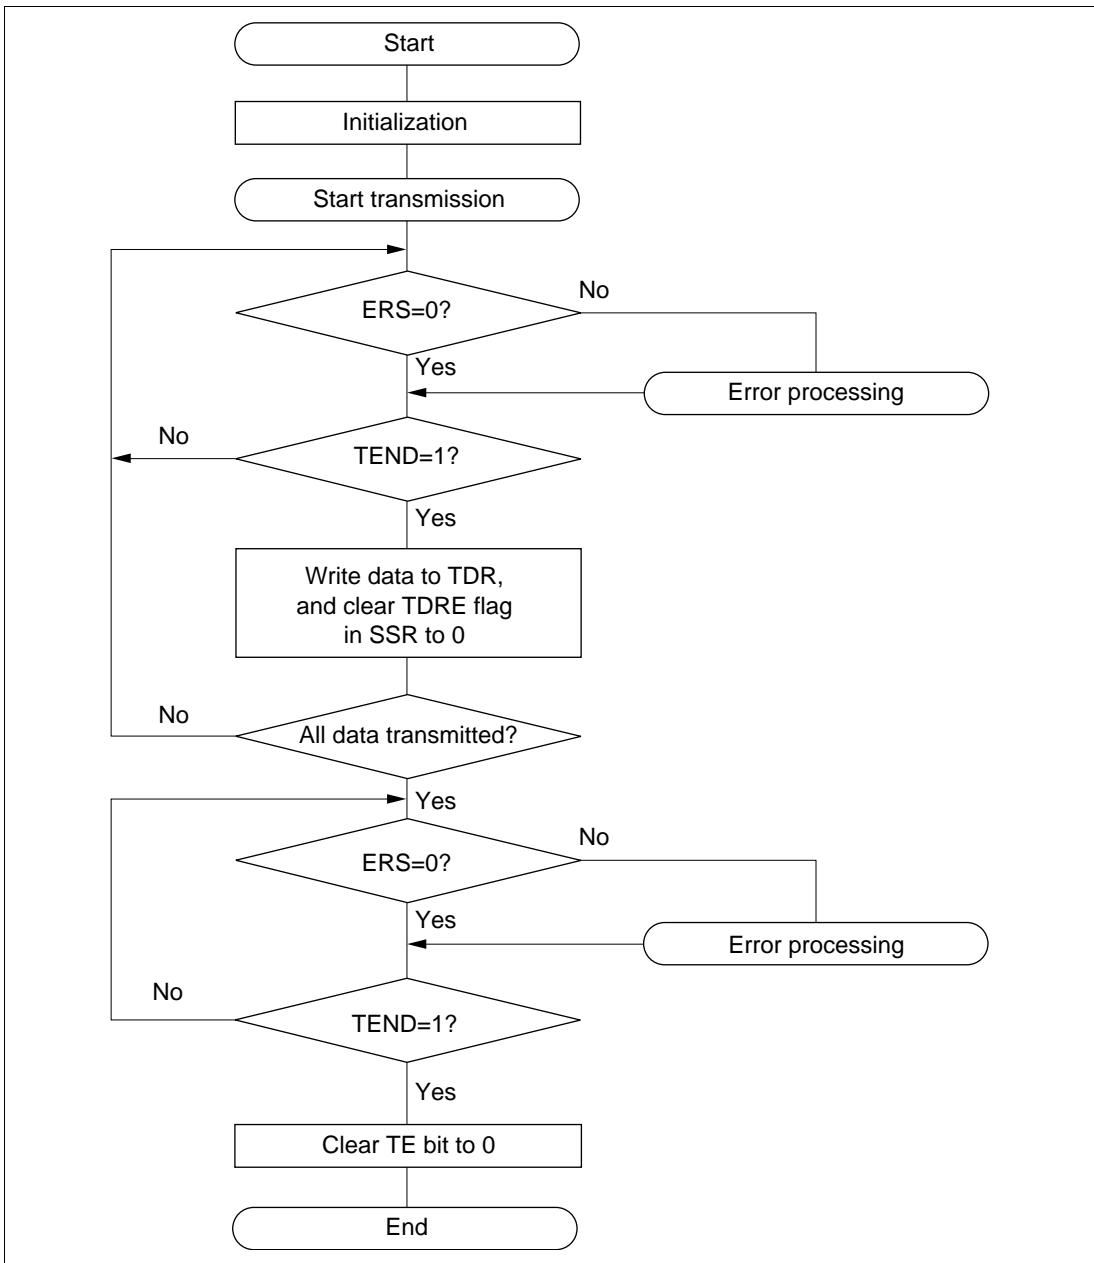 Start
Initialization
Start transmission
ERS=0?
No
Yes
Error processing
No
TEND=1?
Yes
Write data to TDR,
and clear TDRE flag
in SSR to 0
No
All data transmitted?
Yes
ERS=0?
No
Yes
Error processing
No
TEND=1?
Yes
Clear TE bit to 0
End